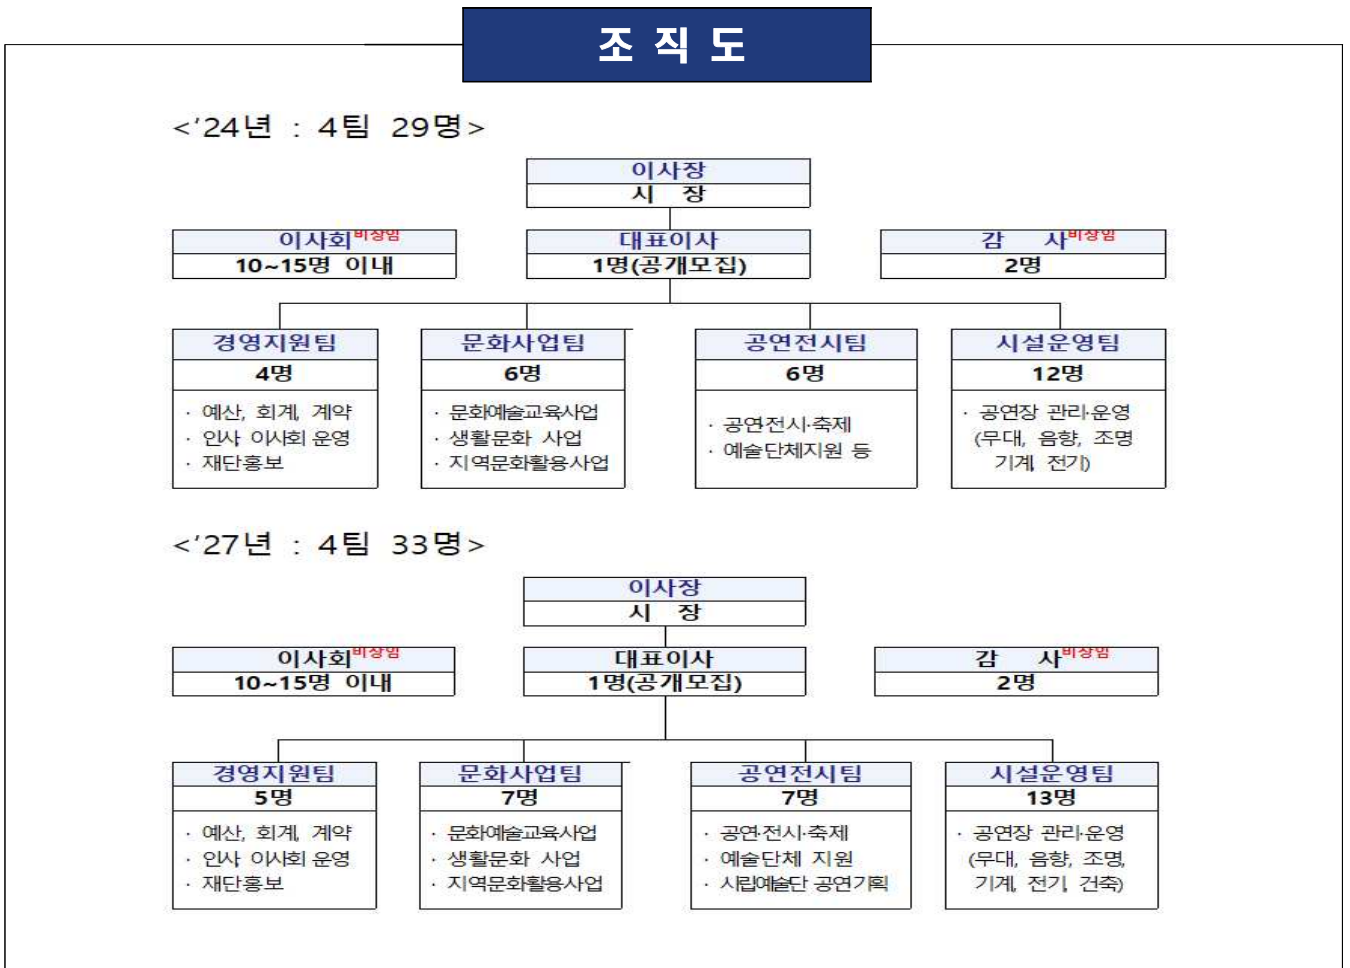 조 직 도
<'24년 : 4팀 29명>
이사장
시 장
이사회비상임
10~15명 이내
대표이사
1명(공개모집)
감 사비상임
2명
경영지원팀
4명
· 예산, 회계, 계약
· 인사, 이사회 운영
· 재단홍보
문화사업팀
6명
· 문화예술교육사업
· 생활문화 사업
· 지역문화활용사업
공연전시팀
6명
· 공연·전시·축제
· 예술단체지원 등
시설운영팀
12명
· 공연장 관리·운영
(무대, 음향, 조명
기계, 전기)
<'27년 : 4팀 33명>
이사장
시 장
이사회비상임
10~15명 이내
대표이사
1명(공개모집)
감 사비상임
2명
경영지원팀
5명
· 예산, 회계, 계약
· 인사, 이사회 운영
· 재단홍보
문화사업팀
7명
· 문화예술교육사업
· 생활문화 사업
· 지역문화활용사업
공연전시팀
7명
· 공연·전시·축제
· 예술단체 지원
· 시립예술단 공연기획
시설운영팀
13명
· 공연장 관리·운영
(무대, 음향, 조명,
기계, 전기, 건축)